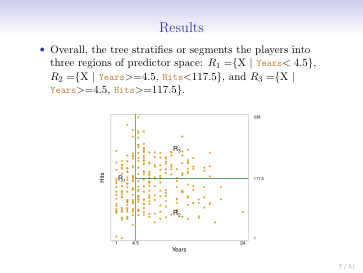 Results
• Overall, the tree stratifies or segments the players into
three regions of predictor space: R₁ ={X | Years< 4.5},
R₂ ={X | Years>=4.5, Hits<117.5}, and R₃ ={X |
Years>=4.5, Hits>=117.5}.
238
R₃
Hits
R₁
117.5
R₂
1
1 4.5 24
Years
7 / 51